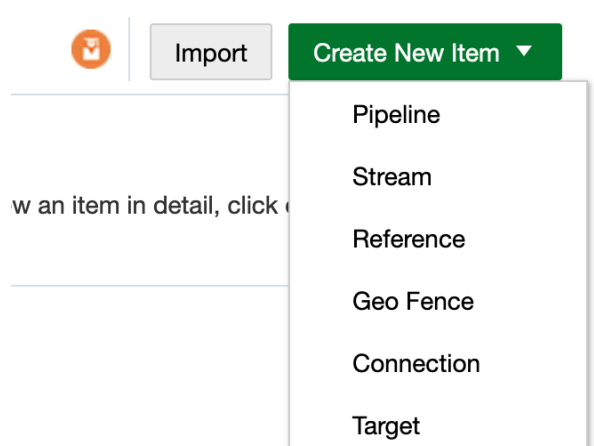 Import
Create New Item
Pipeline
Stream
w an item in detail, click
Reference
Geo Fence
Connection
Target